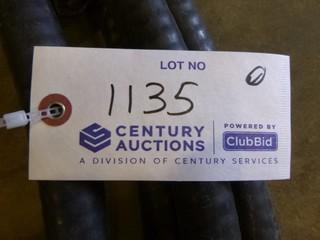 LOT NO
1135
CENTURY AUCTIONS
POWERED BY
ClubBid
A DIVISION OF CENTURY SERVICES